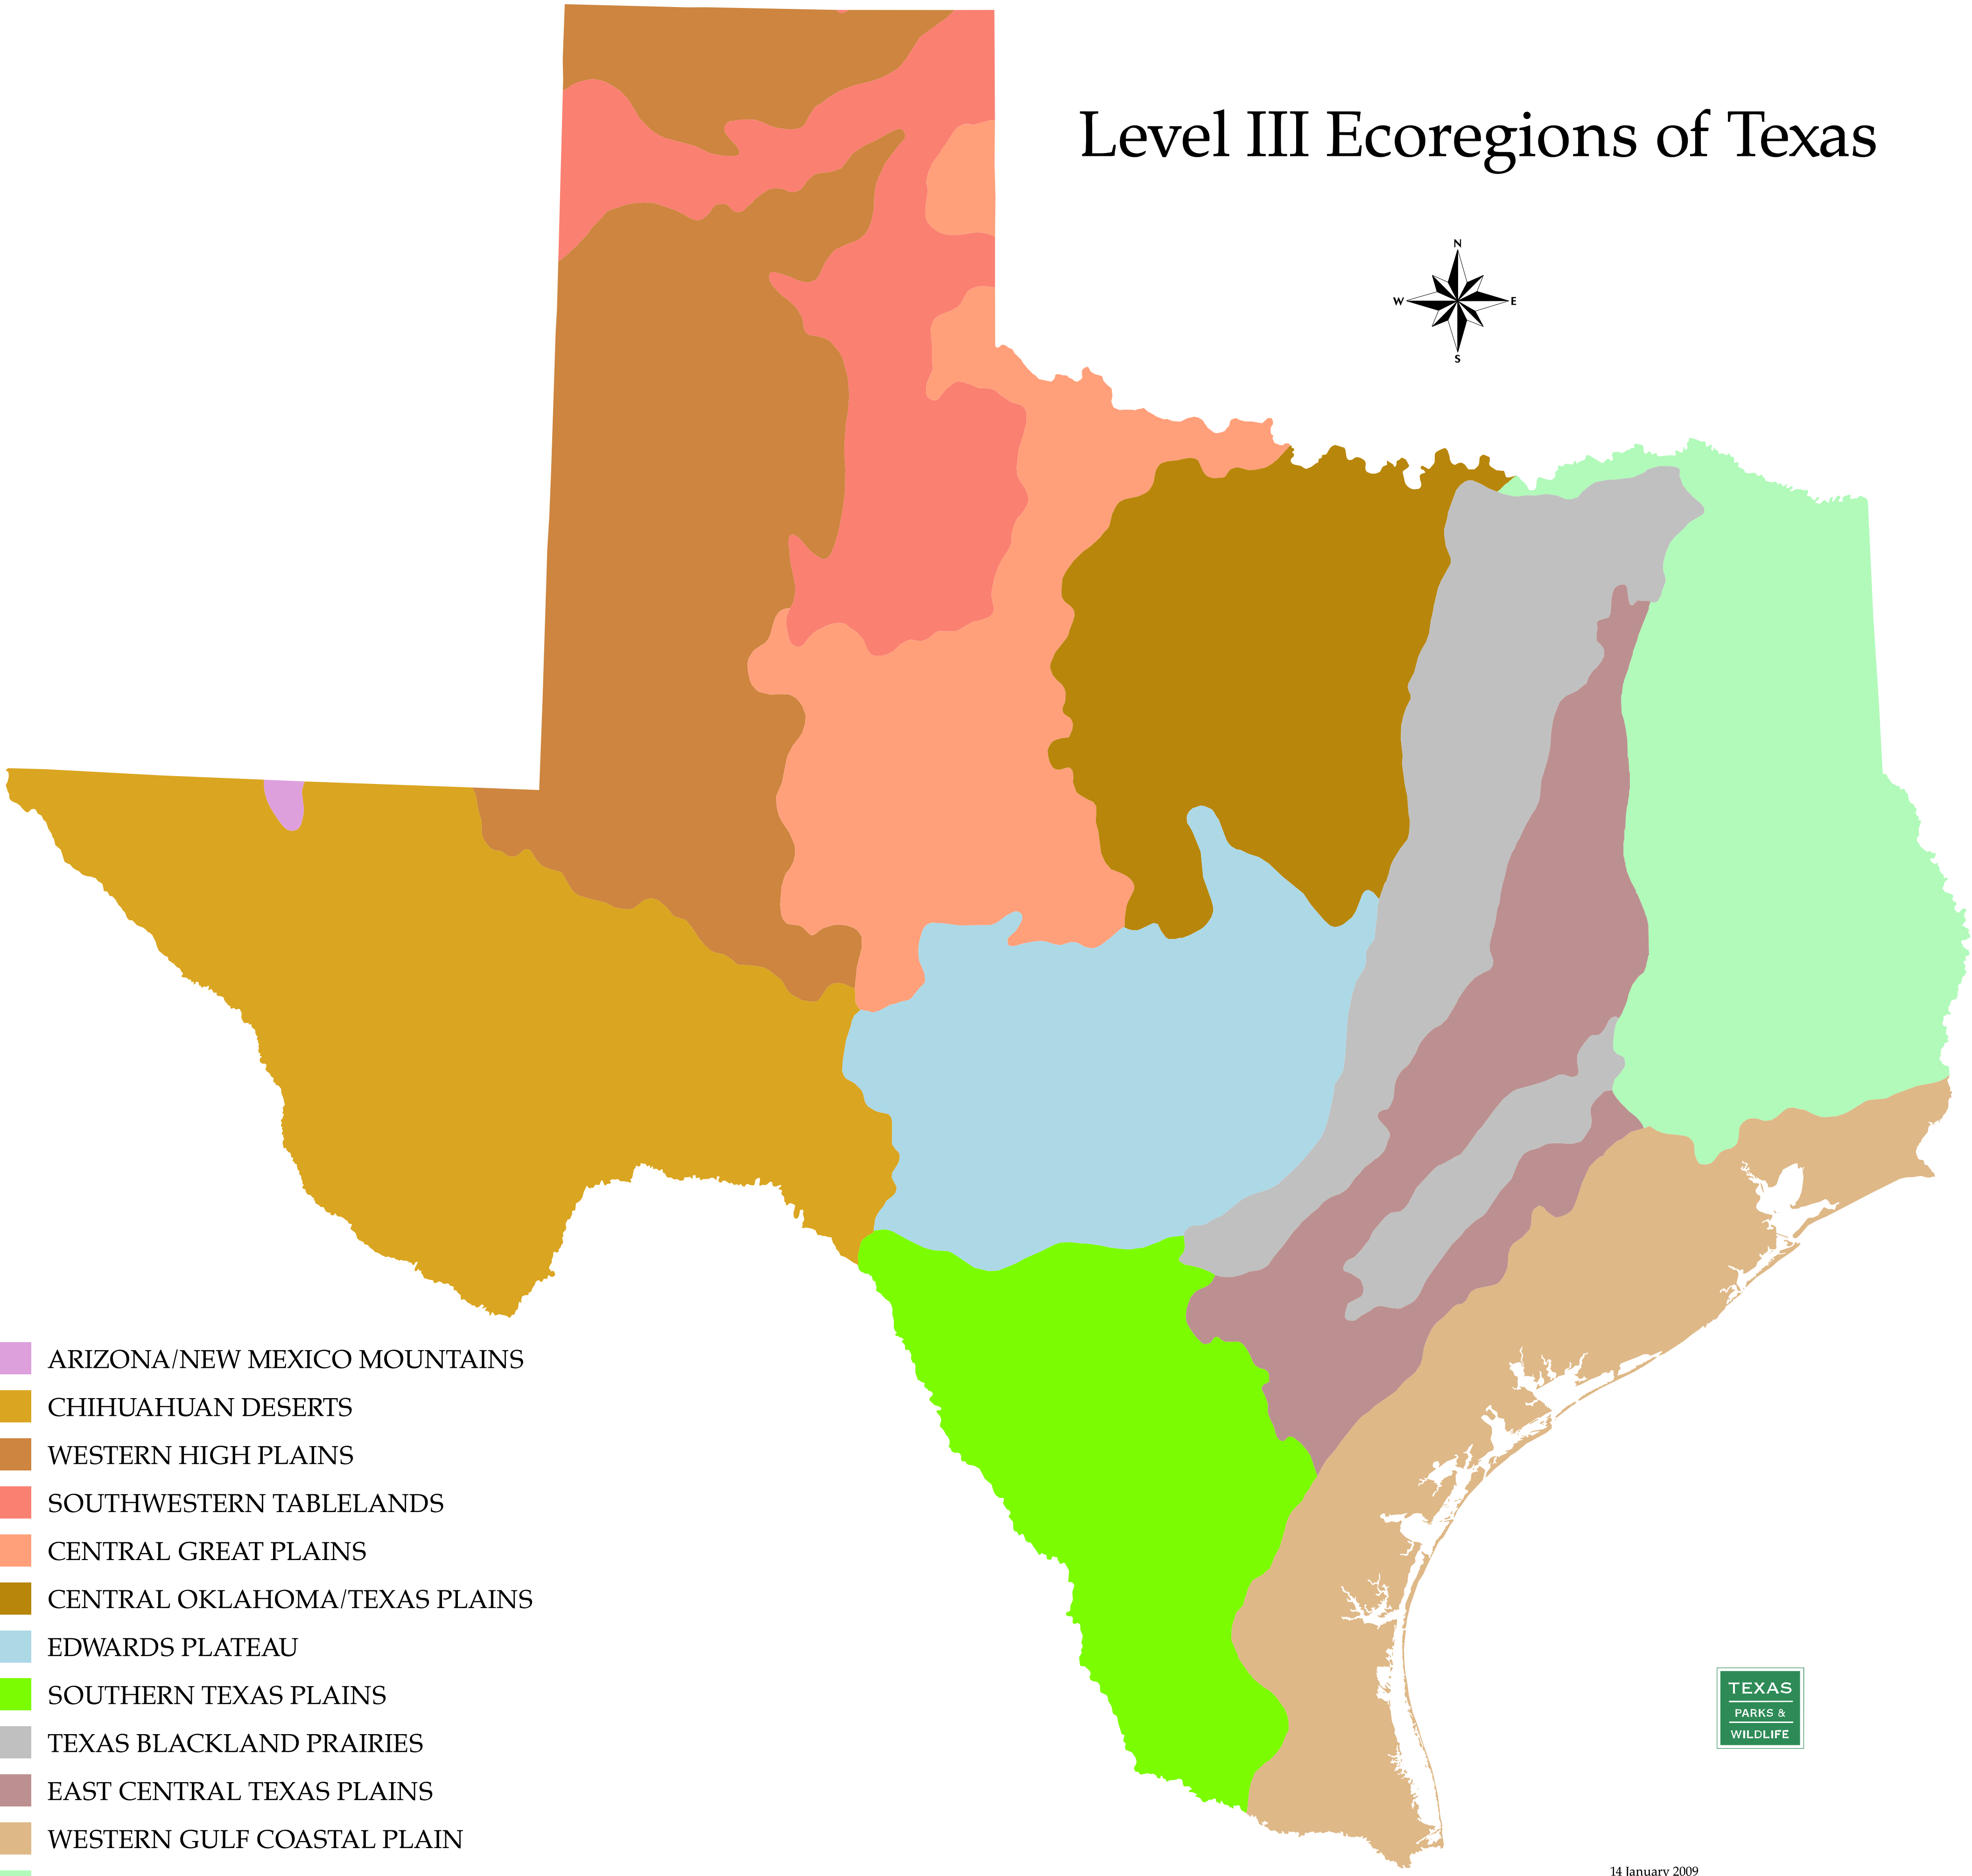 Level III Ecoregions of Texas
N
W
E
S
ARIZONA/NEW MEXICO MOUNTAINS
CHIHUAHUAN DESERTS
WESTERN HIGH PLAINS
SOUTHWESTERN TABLELANDS
CENTRAL GREAT PLAINS
CENTRAL OKLAHOMA/TEXAS PLAINS
EDWARDS PLATEAU
SOUTHERN TEXAS PLAINS
TEXAS BLACKLAND PRAIRIES
EAST CENTRAL TEXAS PLAINS
WESTERN GULF COASTAL PLAIN
TEXAS
PARKS &
WILDLIFE
14 January 2009